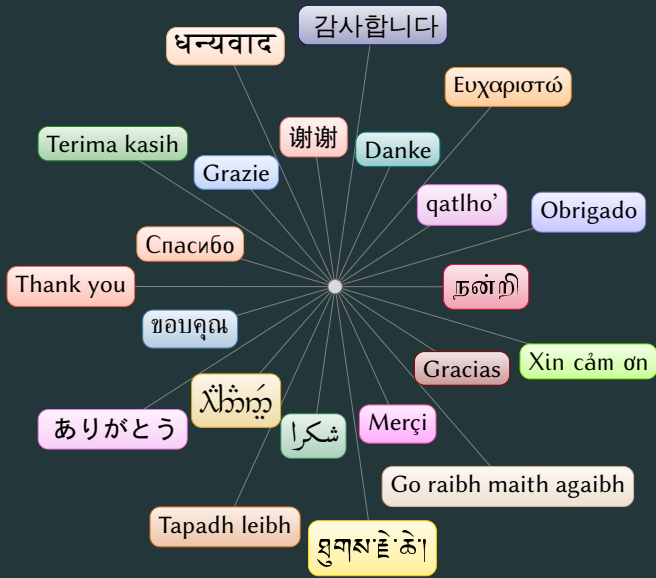 감사합니다
धन्यवाद
Ευχαριστώ
谢谢
Terima kasih
Danke
Grazie
qatlho’
Obrigado
Спасибо
Thank you
நன்றி
ขอบคุณ
Xin cảm ơn
Gracias
ありがとう
شكرا
Merçi
Go raibh maith agaibh
Tapadh leibh
ཐུགས་རྗེ་ཆེ།